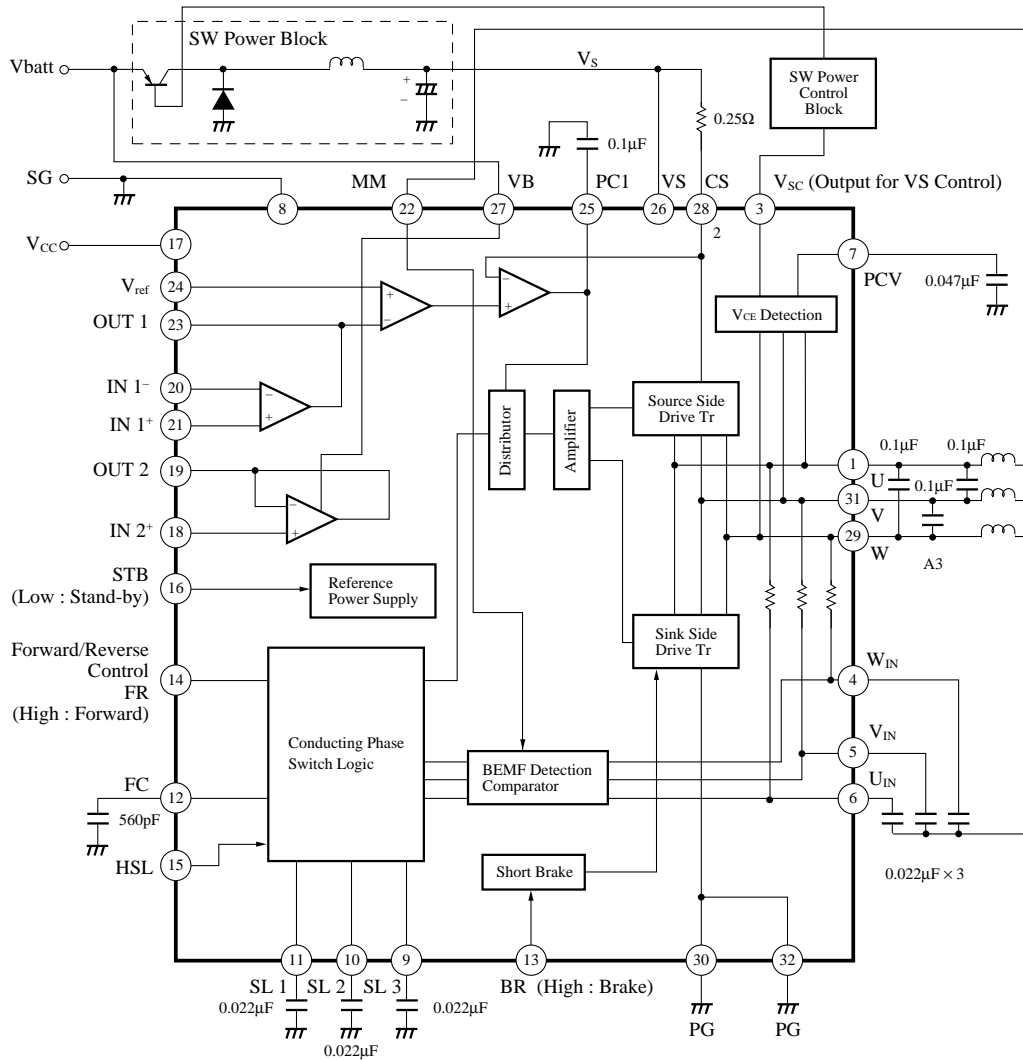 SW Power Block
Vbatt
+
−
VS
SW Power
Control
Block
0.25Ω
0.1µF
SG
MM
VB
PC1
VS
CS
VSC (Output for VS Control)
8
22
27
25
26
28
2
3
VCC
17
7
PCV
0.047µF
Vref
24
+
−
−
+
VCE Detection
OUT 1
23
IN 1−
20
−
+
IN 1+
21
Distributor
Amplifier
Source Side
Drive Tr
OUT 2
19
1
U
0.1µF
0.1µF
0.1µF
31
V
IN 2+
18
−
+
29
W
A3
STB
(Low : Stand-by)
16
Reference
Power Supply
Sink Side
Drive Tr
Forward/Reverse
Control
FR
(High : Forward)
14
4
WIN
Conducting Phase
Switch Logic
BEMF Detection
Comparator
5
VIN
FC
12
6
UIN
560pF
HSL
15
Short Brake
0.022µF × 3
11
10
9
13
30
32
SL 1
SL 2
SL 3
BR (High : Brake)
0.022µF
0.022µF
0.022µF
PG
PG